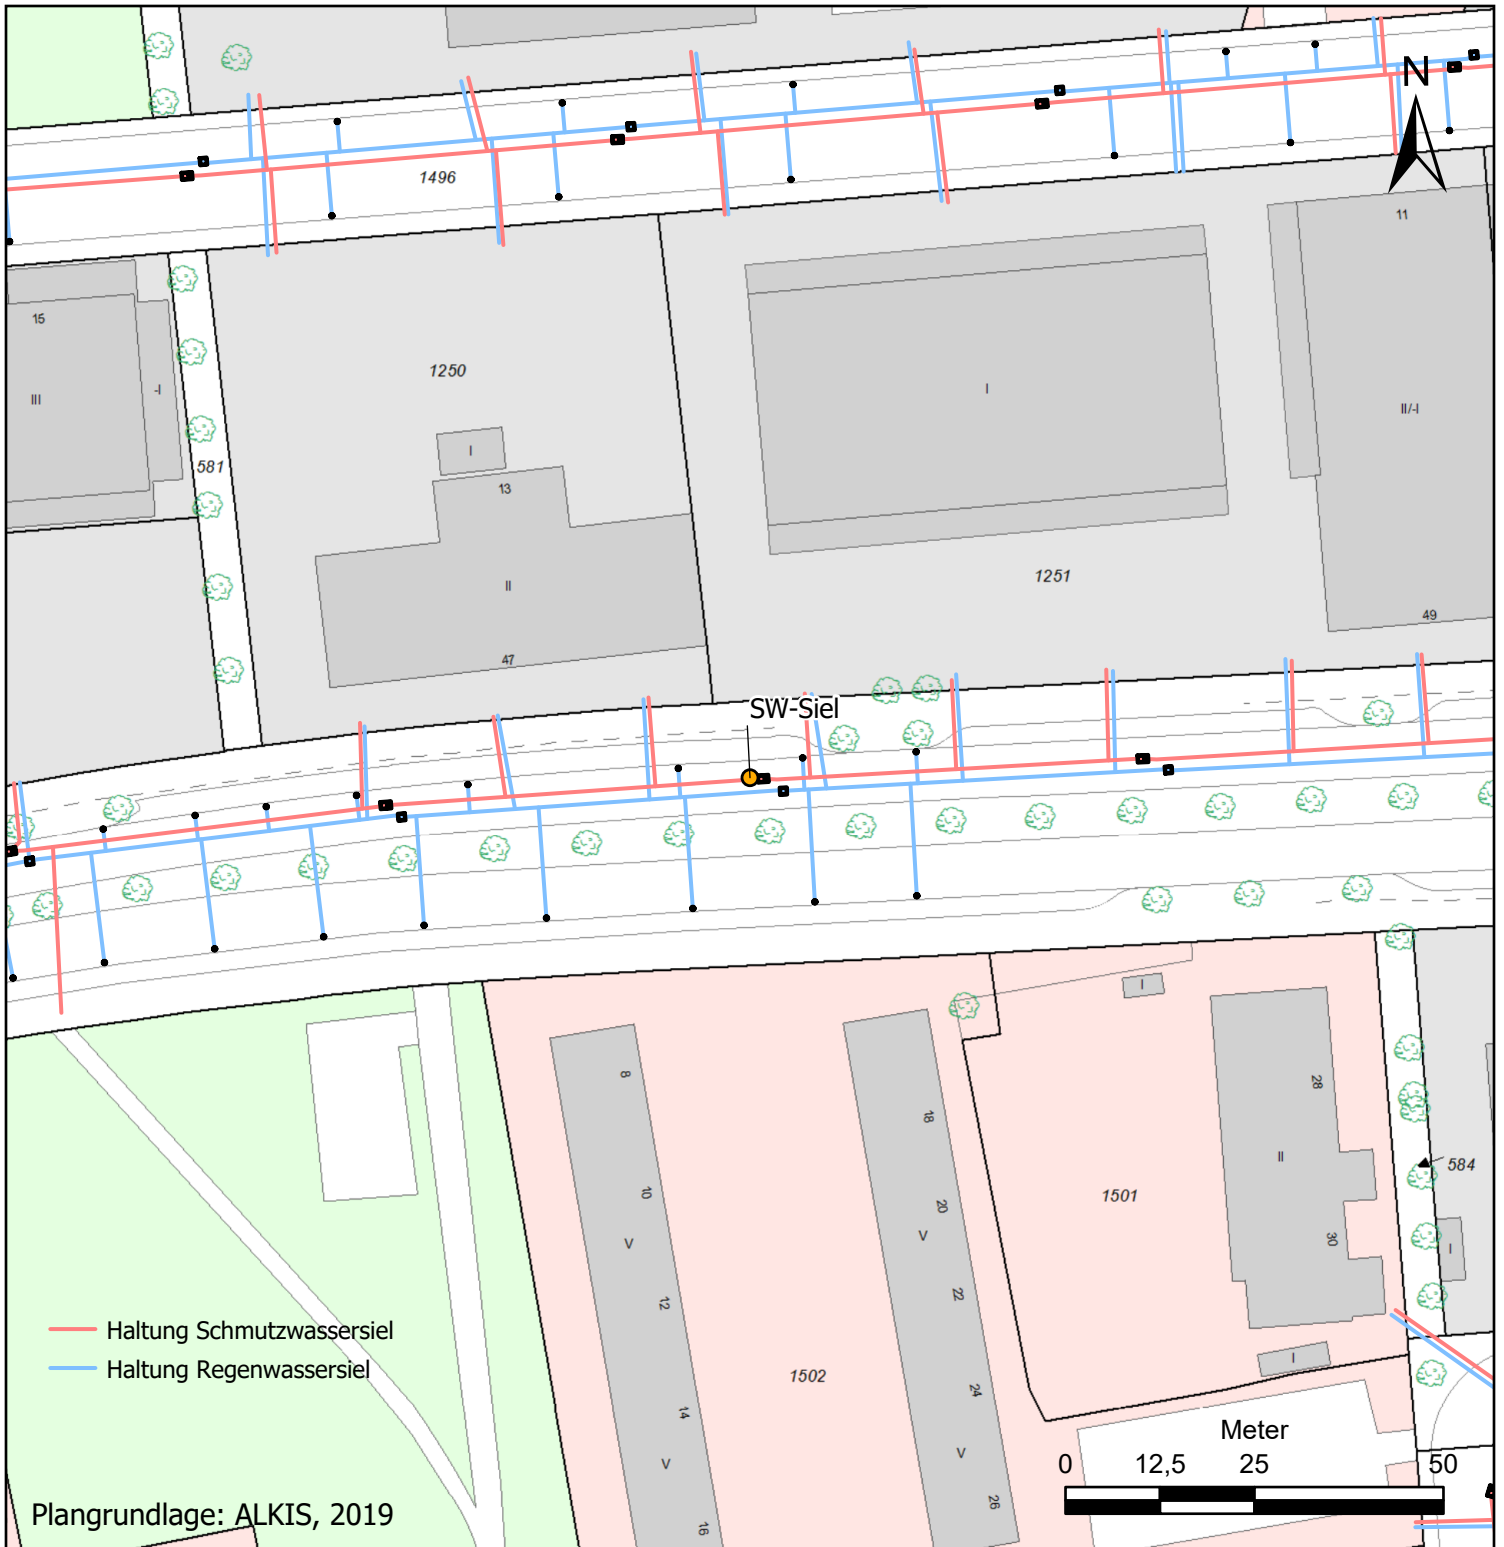 N
1496
11
15
1250
-I
III
I
I
II/-I
581
13
1251
II
49
47
SW-Siel
I
8
28
18
II
584
10
1501
20
V
V
30
I
22
12
Haltung Schmutzwassersiel
Haltung Regenwassersiel
I
1502
24
14
Meter
V
V
0 12,5 25 50
26
Plangrundlage: ALKIS, 2019
16